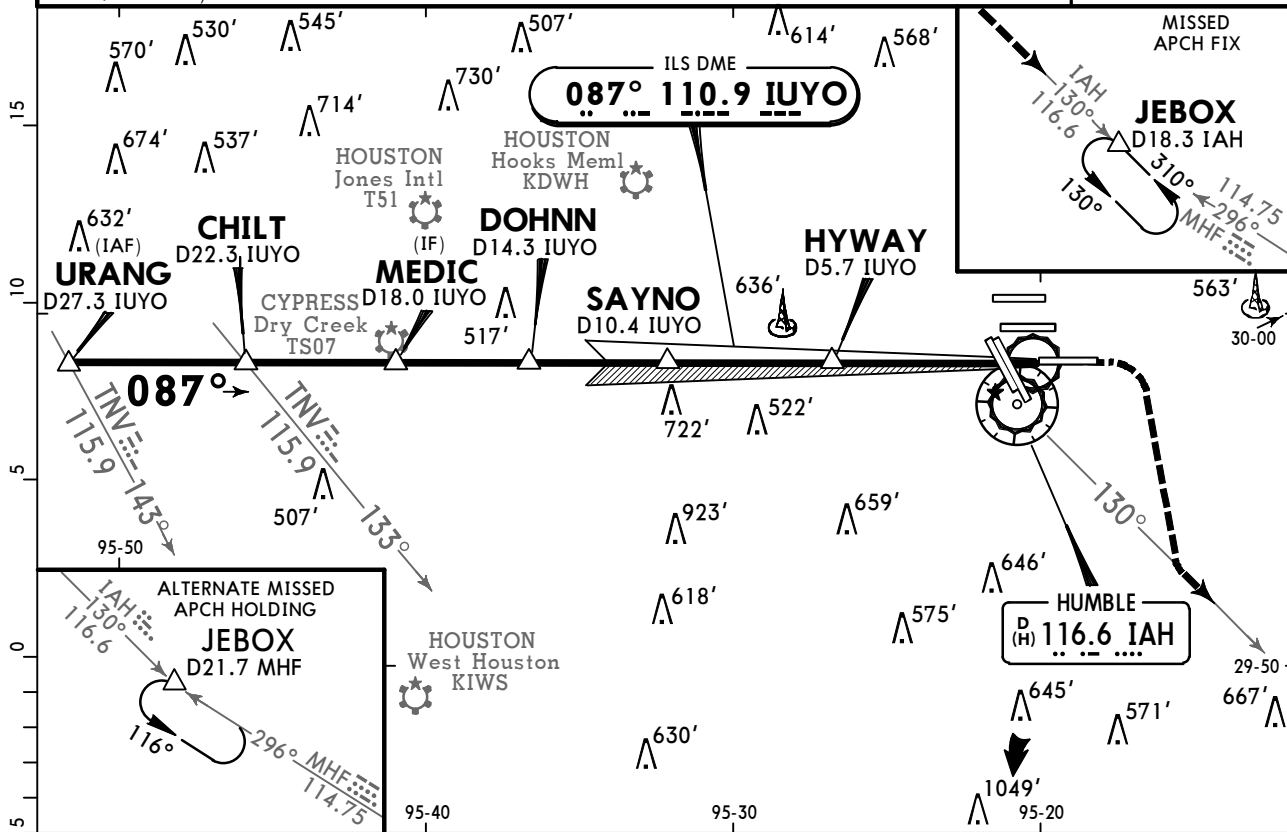 530'
545'
507'
614'
568'
570'
730'
714'
674'
537'
632'
ILS DME
087° 110.9 IUYO
MISSED
APCH FIX
IAH
130°
116.6
JEBOX
D18.3 IAH
310°
130°
114.75
296°
MHF
15
10
5
0
5
HOUSTON
Jones Intl
T51
HOUSTON
Hooks Meml
KDWH
(IAF)
URANG
D27.3 IUYO
CHILT
D22.3 IUYO
(IF)
MEDIC
D18.0 IUYO
DOHNN
D14.3 IUYO
SAYNO
D10.4 IUYO
HYWAY
D5.7 IUYO
CYPRESS
Dry Creek
TS07
517'
636'
563'
30-00
087°
TNV
115.9
143°
TNV
115.9
133°
722'
522'
507'
923'
659'
130°
95-50
646'
618'
575'
HUMBLE
D
(H)
116.6 IAH
29-50
ALTERNATE MISSED
APCH HOLDING
IAH
130°
116.6
JEBOX
D21.7 MHF
116°
296° MHF
114.75
HOUSTON
West Houston
KIWS
645'
571'
667'
630'
1049'
95-40
95-30
95-20